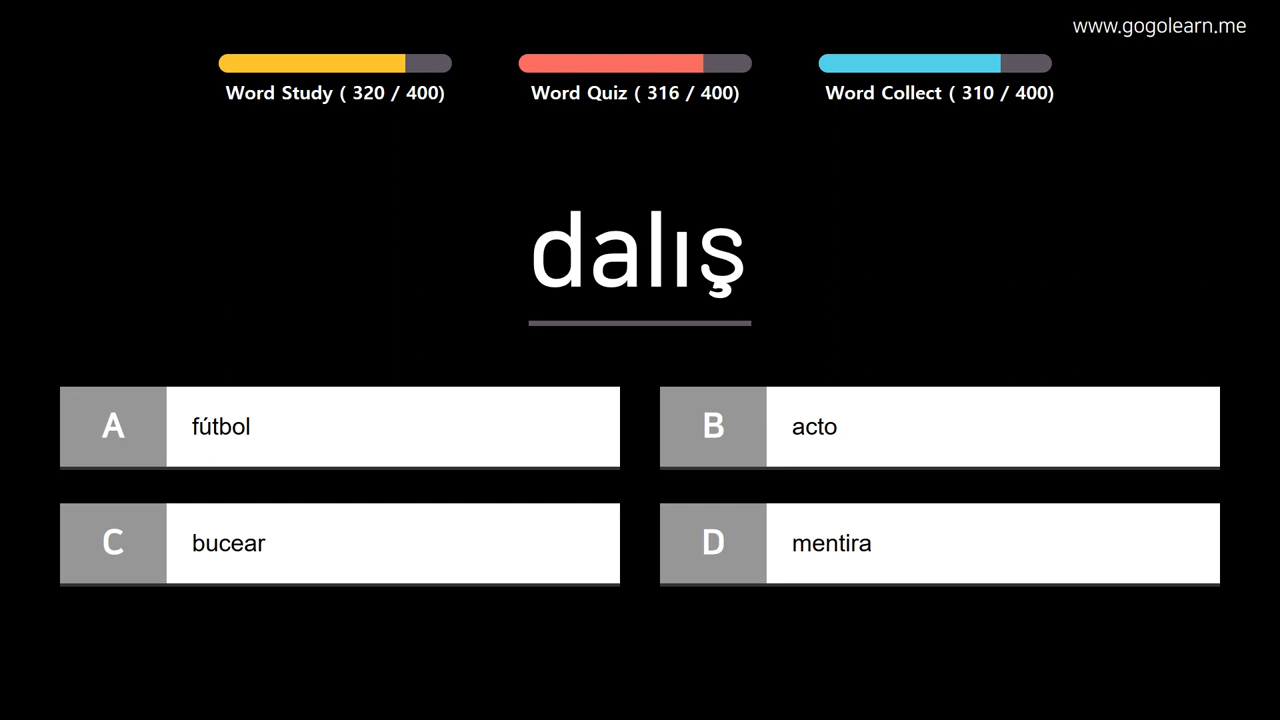 www.gogolearn.me
Word Study ( 320 / 400)
Word Quiz ( 316 / 400)
Word Collect ( 310 / 400)
dalış
A fútbol
B acto
C bucear
D mentira